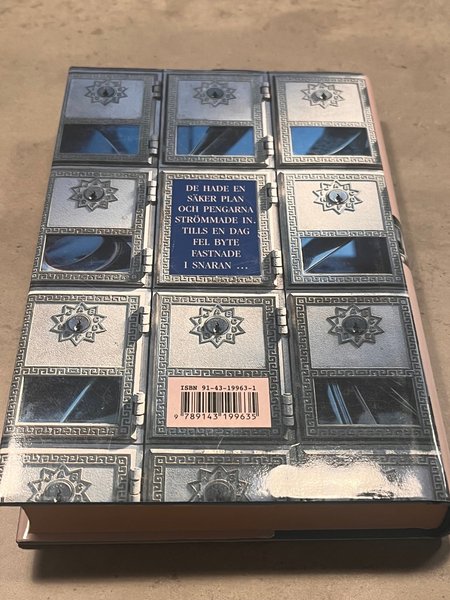 DE HADE EN
SÄKER PLAN
OCH PENGARNA
STRÖMMADE IN.
TILLS EN DAG
FEL BYTE
FASTNADE
I SNARAN ...
ISBN 91-43-19963-1
9 789143 199635